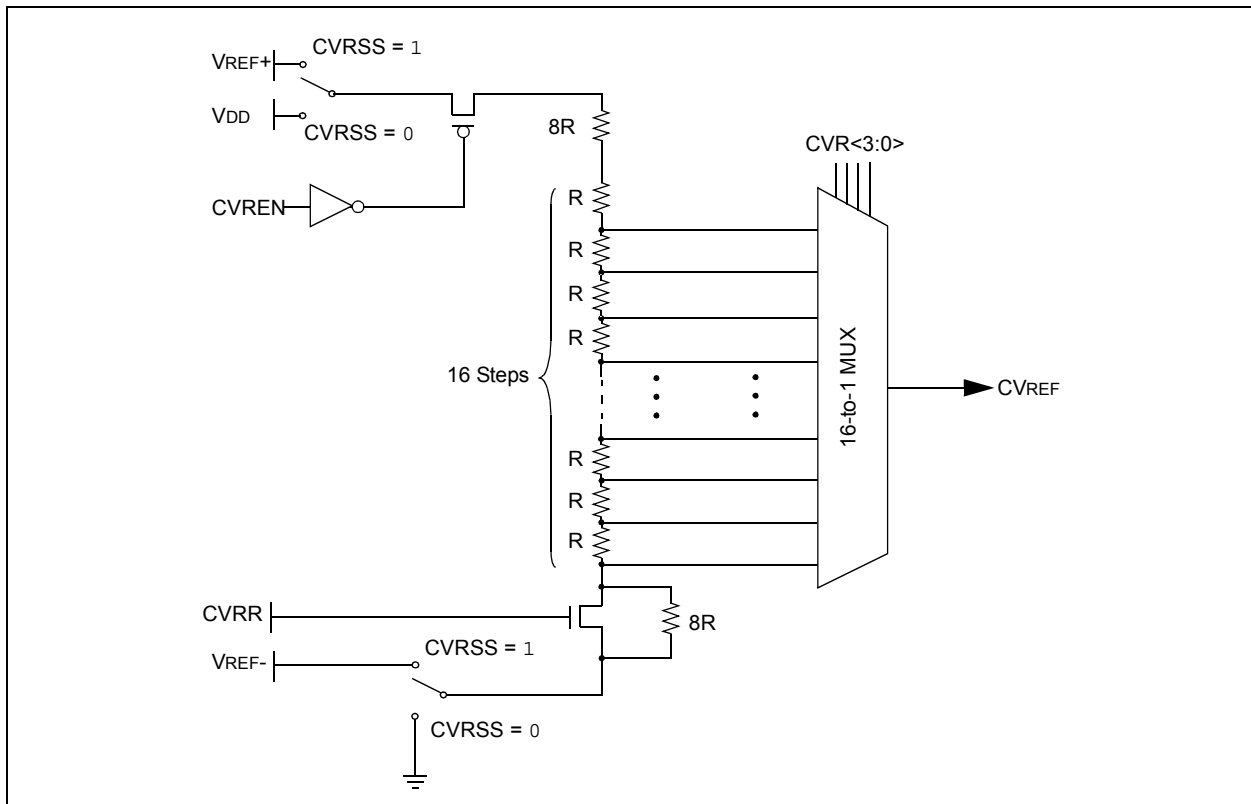 CVRSS = 1
VREF+
VDD
CVRSS = 0
8R
CVR<3:0>
CVREN
R
R
R
R
16 Steps
16-to-1 MUX
CVREF
R
R
R
CVRR
8R
CVRSS = 1
VREF-
CVRSS = 0